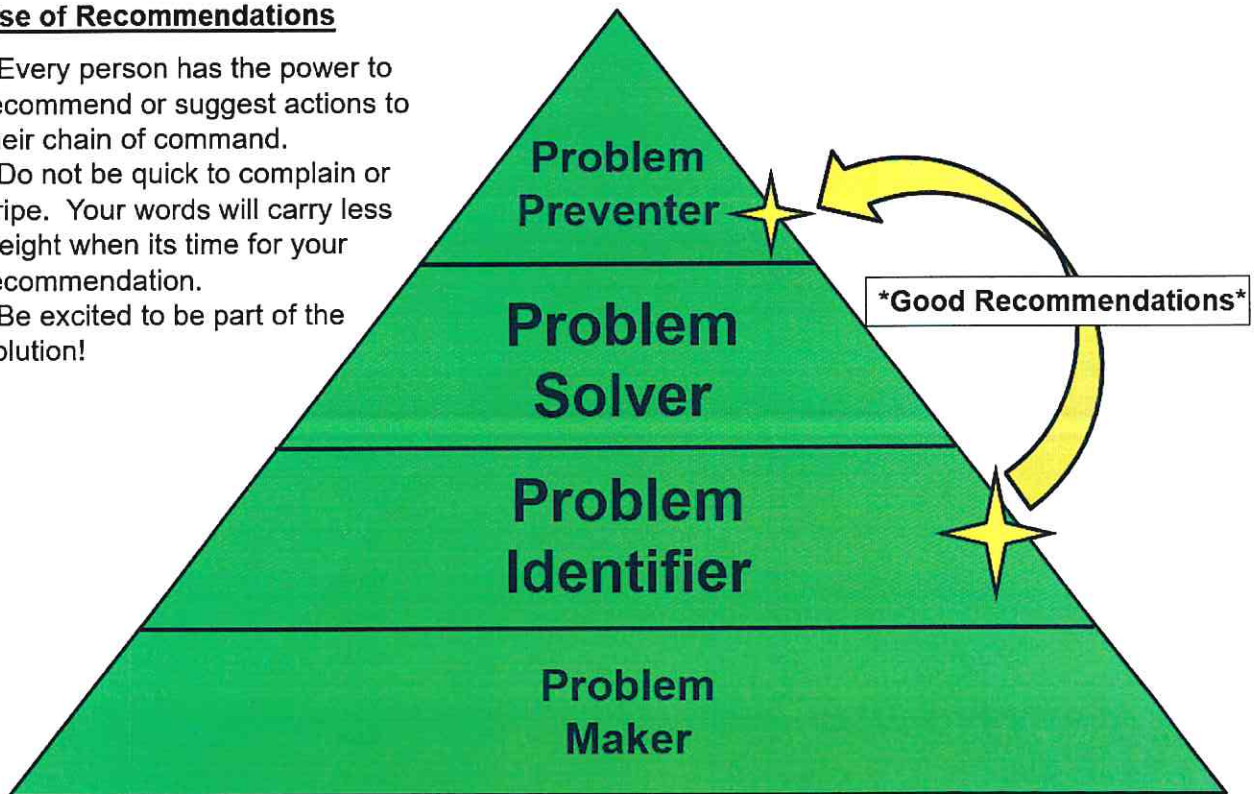 se of Recommendations
Every person has the power to
ecommend or suggest actions to
eir chain of command.
Do not be quick to complain or
ripe. Your words will carry less
eight when its time for your
ecommendation.
Be excited to be part of the
olution!
Problem
Preventer
*Good Recommendations*
Problem
Solver
Problem
Identifier
Problem
Maker